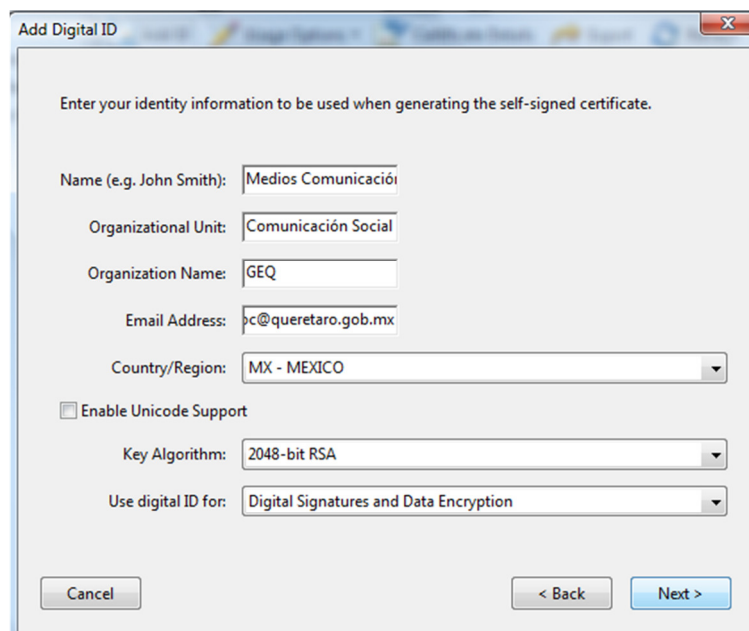 Add Digital ID
Enter your identity information to be used when generating the self-signed certificate.
Name (e.g. John Smith): Medios Comunicación
Organizational Unit: Comunicación Social
Organization Name: GEQ
Email Address: @queretaro.gob.mx
Country/Region: MX - MEXICO
Enable Unicode Support
Key Algorithm: 2048-bit RSA
Use digital ID for: Digital Signatures and Data Encryption
Cancel < Back Next >